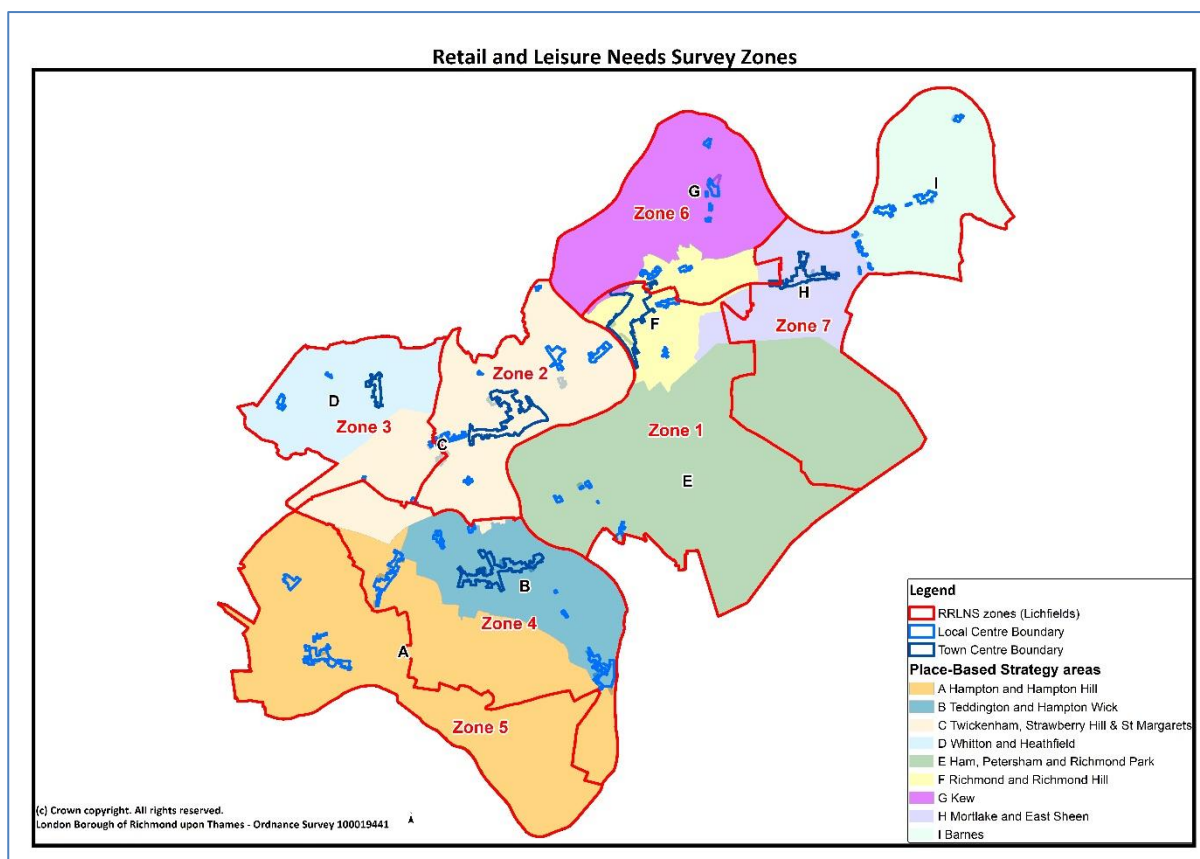 Retail and Leisure Needs Survey Zones
I
G
Zone 6
H
F
Zone 7
Zone 2
D
Zone 3
Zone 1
C
E
B
Zone 4
A
Zone 5
Legend
RRLNS zones (Lichfields)
Local Centre Boundary
Town Centre Boundary
Place-Based Strategy areas
A Hampton and Hampton Hill
B Teddington and Hampton Wick
C Twickenham, Strawberry Hill & St Margarets
D Whitton and Heathfield
E Ham, Petersham and Richmond Park
F Richmond and Richmond Hill
G Kew
H Mortlake and East Sheen
I Barnes
(c) Crown copyright. All rights reserved.
London Borough of Richmond upon Thames - Ordnance Survey 100019441